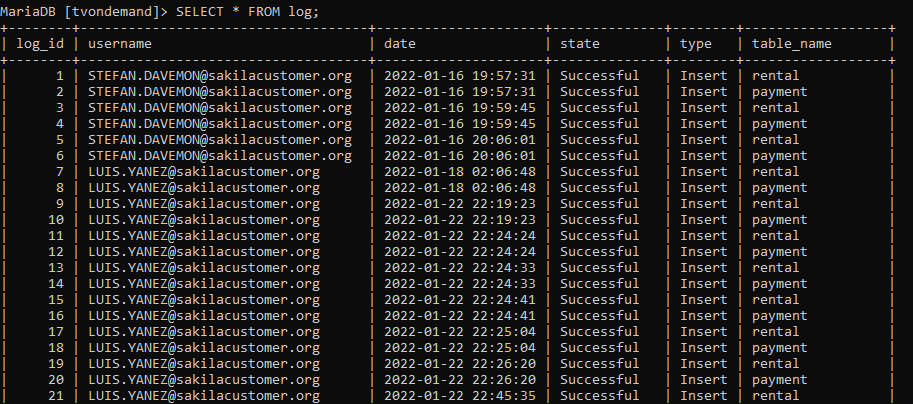 MariaDB [tvondemand]> SELECT * FROM log;
+--------+------------------------------------+---------------------+--------------+--------+------------------+
| log_id | username | date | state | type | table_name |
+--------+------------------------------------+---------------------+--------------+--------+------------------+
| 1 | STEFAN.DAVEMON@sakilacustomer.org | 2022-01-16 19:57:31 | Successful | Insert | rental
| 2 | STEFAN.DAVEMON@sakilacustomer.org | 2022-01-16 19:57:31 | Successful | Insert | payment
| 3 | STEFAN.DAVEMON@sakilacustomer.org | 2022-01-16 19:59:45 | Successful | Insert | rental
| 4 | STEFAN.DAVEMON@sakilacustomer.org | 2022-01-16 19:59:45 | Successful | Insert | payment
| 5 | STEFAN.DAVEMON@sakilacustomer.org | 2022-01-16 20:06:01 | Successful | Insert | rental
| 6 | STEFAN.DAVEMON@sakilacustomer.org | 2022-01-16 20:06:01 | Successful | Insert | payment
| 7 | LUIS.YANEZ@sakilacustomer.org | 2022-01-18 02:06:48 | Successful | Insert | rental
| 8 | LUIS.YANEZ@sakilacustomer.org | 2022-01-18 02:06:48 | Successful | Insert | payment
| 9 | LUIS.YANEZ@sakilacustomer.org | 2022-01-22 22:19:23 | Successful | Insert | rental
| 10 | LUIS.YANEZ@sakilacustomer.org | 2022-01-22 22:19:23 | Successful | Insert | payment
| 11 | LUIS.YANEZ@sakilacustomer.org | 2022-01-22 22:24:24 | Successful | Insert | rental
| 12 | LUIS.YANEZ@sakilacustomer.org | 2022-01-22 22:24:24 | Successful | Insert | payment
| 13 | LUIS.YANEZ@sakilacustomer.org | 2022-01-22 22:24:33 | Successful | Insert | rental
| 14 | LUIS.YANEZ@sakilacustomer.org | 2022-01-22 22:24:33 | Successful | Insert | payment
| 15 | LUIS.YANEZ@sakilacustomer.org | 2022-01-22 22:24:41 | Successful | Insert | rental
| 16 | LUIS.YANEZ@sakilacustomer.org | 2022-01-22 22:24:41 | Successful | Insert | payment
| 17 | LUIS.YANEZ@sakilacustomer.org | 2022-01-22 22:25:04 | Successful | Insert | rental
| 18 | LUIS.YANEZ@sakilacustomer.org | 2022-01-22 22:25:04 | Successful | Insert | payment
| 19 | LUIS.YANEZ@sakilacustomer.org | 2022-01-22 22:26:20 | Successful | Insert | rental
| 20 | LUIS.YANEZ@sakilacustomer.org | 2022-01-22 22:26:20 | Successful | Insert | payment
| 21 | LUIS.YANEZ@sakilacustomer.org | 2022-01-22 22:45:35 | Successful | Insert | rental